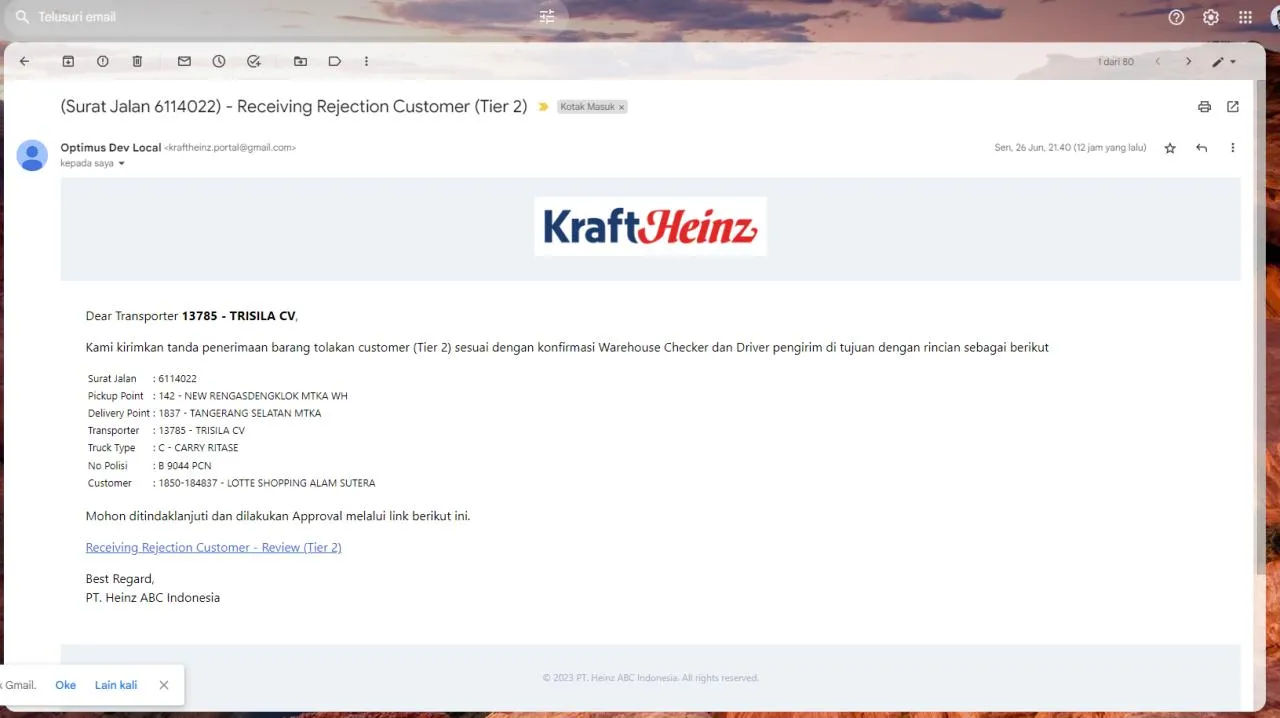 Telusuri email
1 dari 80
(Surat Jalan 6114022) - Receiving Rejection Customer (Tier 2) Kotak Masuk ×
Optimus Dev Local <kraftheinz.portal@gmail.com> Sen, 26 Jun, 21.40 (12 jam yang lalu)
kepada saya
KraftHeinz
Dear Transporter 13785 - TRISILA CV,
Kami kirimkan tanda penerimaan barang tolakan customer (Tier 2) sesuai dengan konfirmasi Warehouse Checker dan Driver pengirim di tujuan dengan rincian sebagai berikut
Surat Jalan : 6114022
Pickup Point : 142 - NEW RENGASDENGKLOK MTKA WH
Delivery Point : 1837 - TANGERANG SELATAN MTKA
Transporter : 13785 - TRISILA CV
Truck Type : C - CARRY RITASE
No Polisi : B 9044 PCN
Customer : 1850-184837 - LOTTE SHOPPING ALAM SUTERA
Mohon ditindaklanjuti dan dilakukan Approval melalui link berikut ini.
Receiving Rejection Customer - Review (Tier 2)
Best Regard,
PT. Heinz ABC Indonesia
© 2023 PT. Heinz ABC Indonesia. All rights reserved.
k Gmail. Oke Lain kali